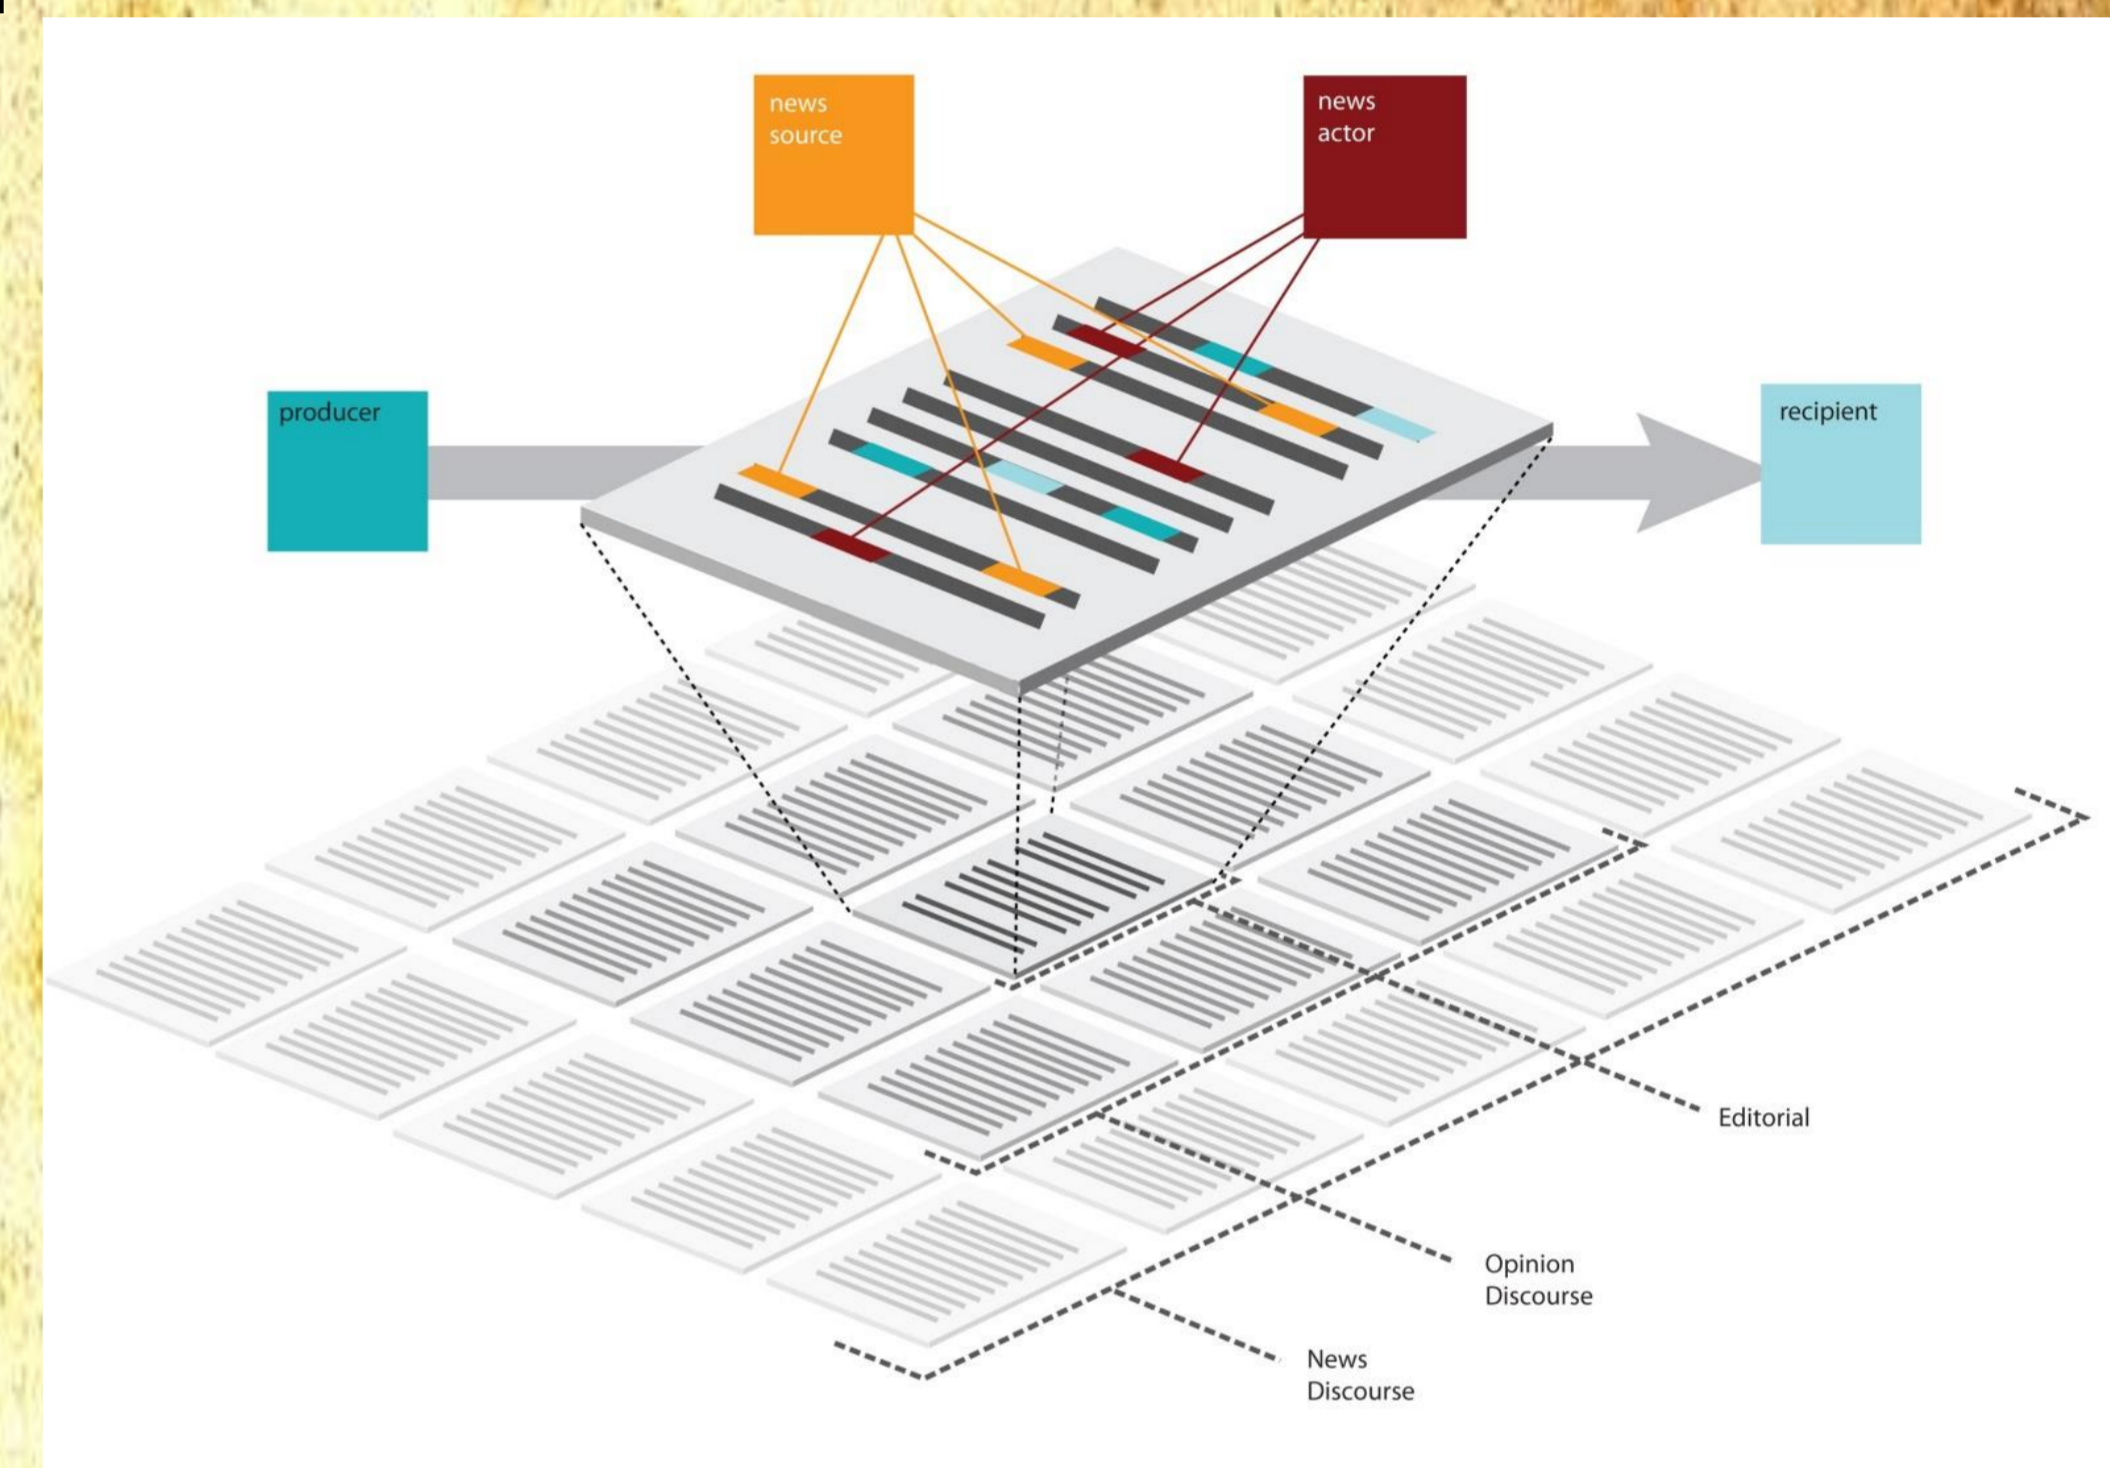 news
source
news
actor
producer
recipient
Editorial
Opinion
Discourse
News
Discourse